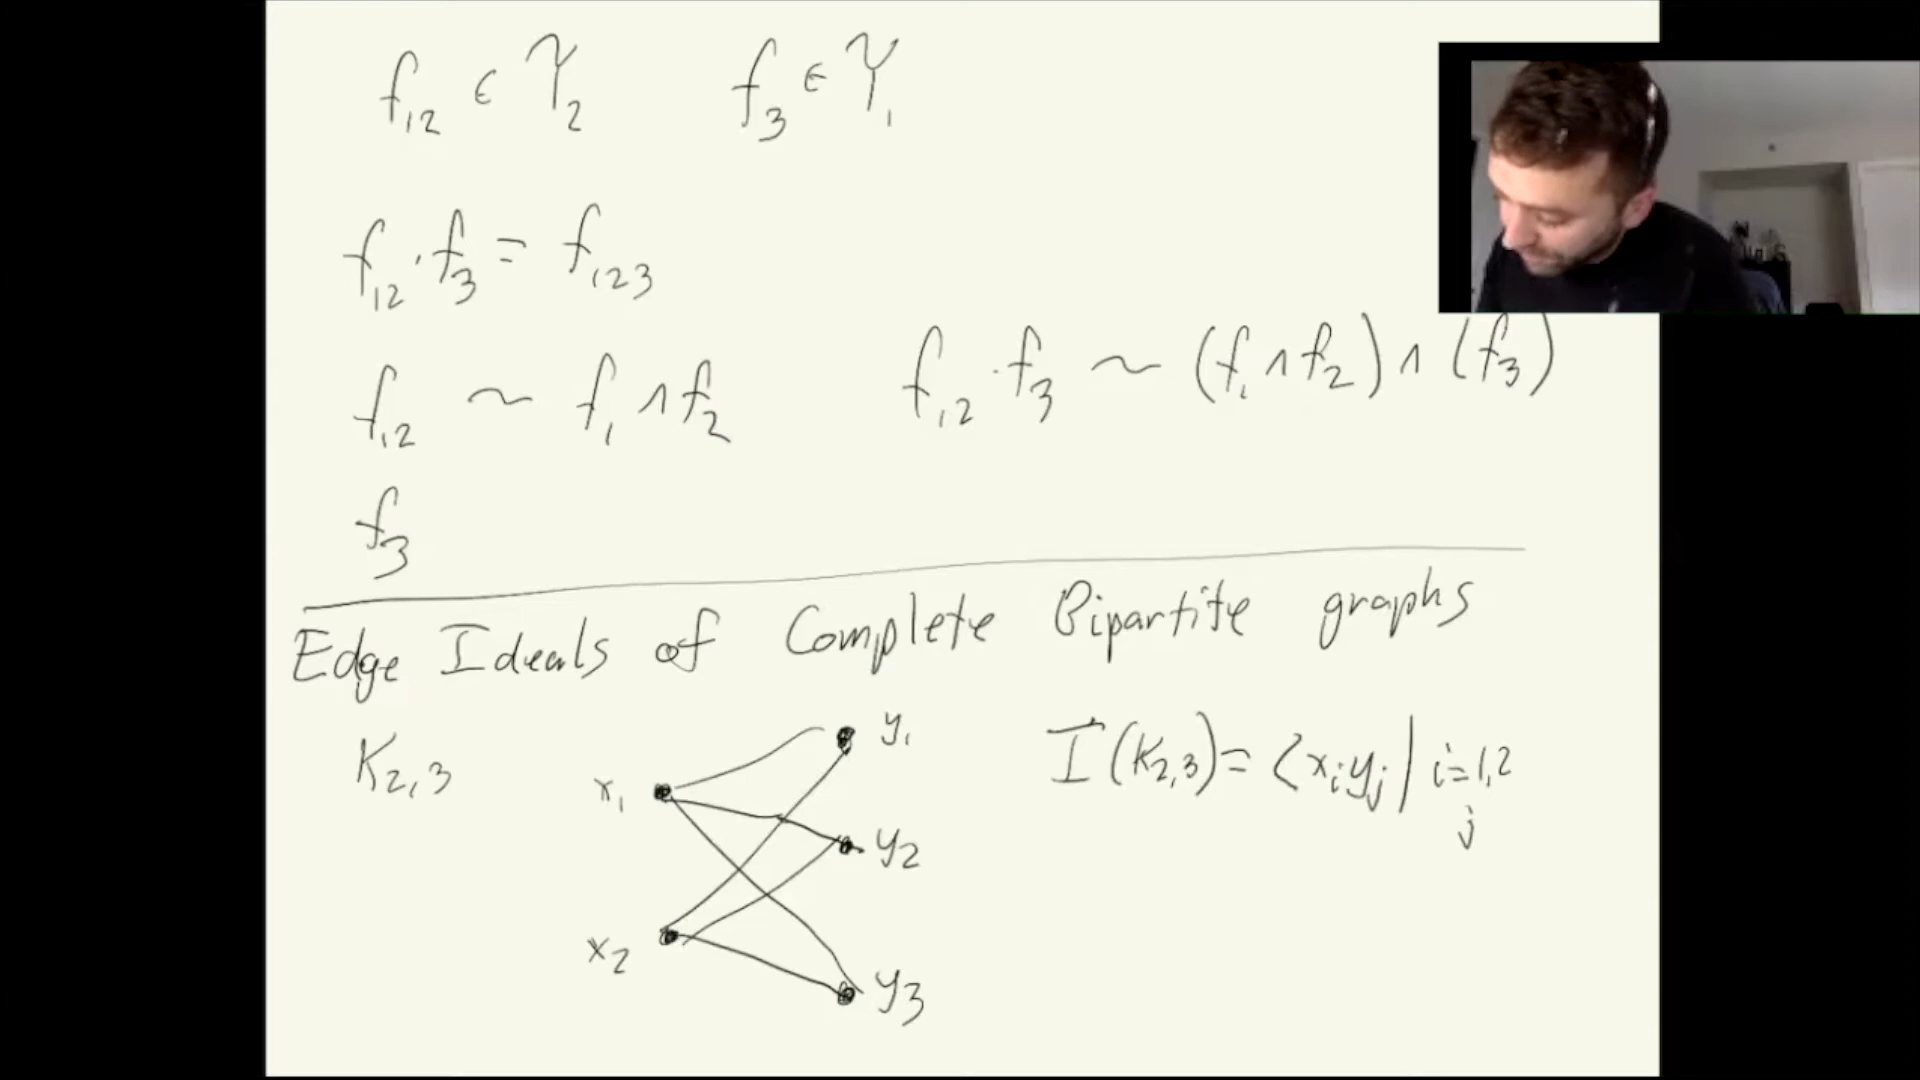 f₁₂ ∈ Υ₂ f₃ ∈ Υ₁
f₁₂ · f₃ = f₁₂₃
f₁₂ ~ f₁ ∧ f₂ f₁₂ · f₃ ~ (f₁ ∧ f₂) ∧ (f₃)
f₃
Edge Ideals of Complete Bipartite graphs
K₂,₃ I(K₂,₃) = ⟨xᵢyⱼ | i=1,2
j
y₁
x₁
y₂
x₂
y₃